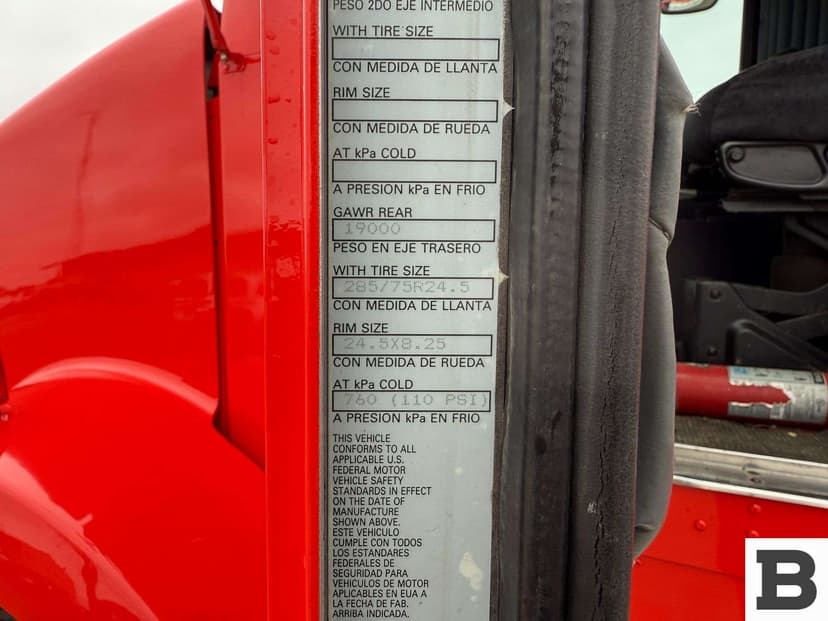 PESO 2DO EJE INTERMEDIO
WITH TIRE SIZE
CON MEDIDA DE LLANTA
RIM SIZE
CON MEDIDA DE RUEDA
AT kPa COLD
A PRESION kPa EN FRIO
GAWR REAR
19000
PESO EN EJE TRASERO
WITH TIRE SIZE
285/75R24.5
CON MEDIDA DE LLANTA
RIM SIZE
24.5X8.25
CON MEDIDA DE RUEDA
AT kPa COLD
760 (110 PSI)
A PRESION kPa EN FRIO
THIS VEHICLE
CONFORMS TO ALL
APPLICABLE U.S.
FEDERAL MOTOR
VEHICLE SAFETY
STANDARDS IN EFFECT
ON THE DATE OF
MANUFACTURE
SHOWN ABOVE.
ESTE VEHICULO
CUMPLE CON TODOS
LOS ESTANDARES
FEDERALES DE
SEGURIDAD PARA
VEHICULOS DE MOTOR
APLICABLES EN EUA A
LA FECHA DE FAB.
ARRIBA INDICADA.
B